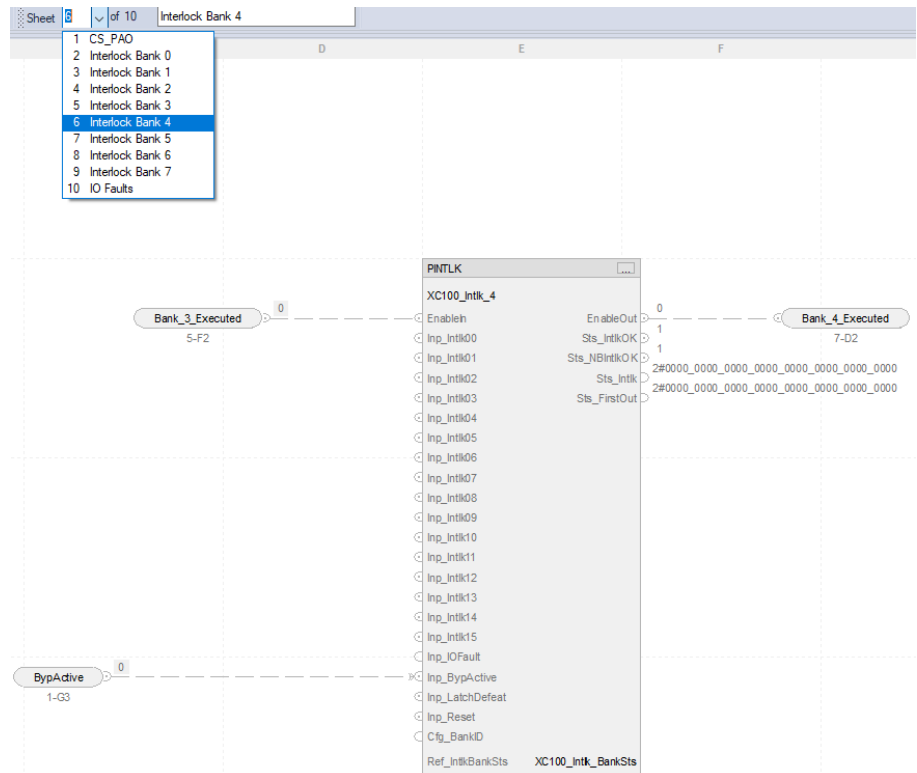 Sheet 6 of 10 Interlock Bank 4
1 CS_PAO
2 Interlock Bank 0
3 Interlock Bank 1
4 Interlock Bank 2
5 Interlock Bank 3
6 Interlock Bank 4
7 Interlock Bank 5
8 Interlock Bank 6
9 Interlock Bank 7
10 IO Faults
D E F
PINTLK ...
XC100_Intlk_4
Bank_3_Executed 0 EnableIn EnableOut 0 Bank_4_Executed
5-F2 Inp_Intlk00 Sts_IntlkOK 1 7-D2
Inp_Intlk01 Sts_NBIntlkOK 1
Inp_Intlk02 Sts_Intlk 2#0000_0000_0000_0000_0000_0000_0000_0000
Inp_Intlk03 Sts_FirstOut 2#0000_0000_0000_0000_0000_0000_0000_0000
Inp_Intlk04
Inp_Intlk05
Inp_Intlk06
Inp_Intlk07
Inp_Intlk08
Inp_Intlk09
Inp_Intlk10
Inp_Intlk11
Inp_Intlk12
Inp_Intlk13
Inp_Intlk14
Inp_Intlk15
Inp_IOFault
BypActive 0 Inp_BypActive
1-G3 Inp_LatchDefeat
Inp_Reset
Cfg_BankID
Ref_IntlkBankSts XC100_Intlk_BankSts